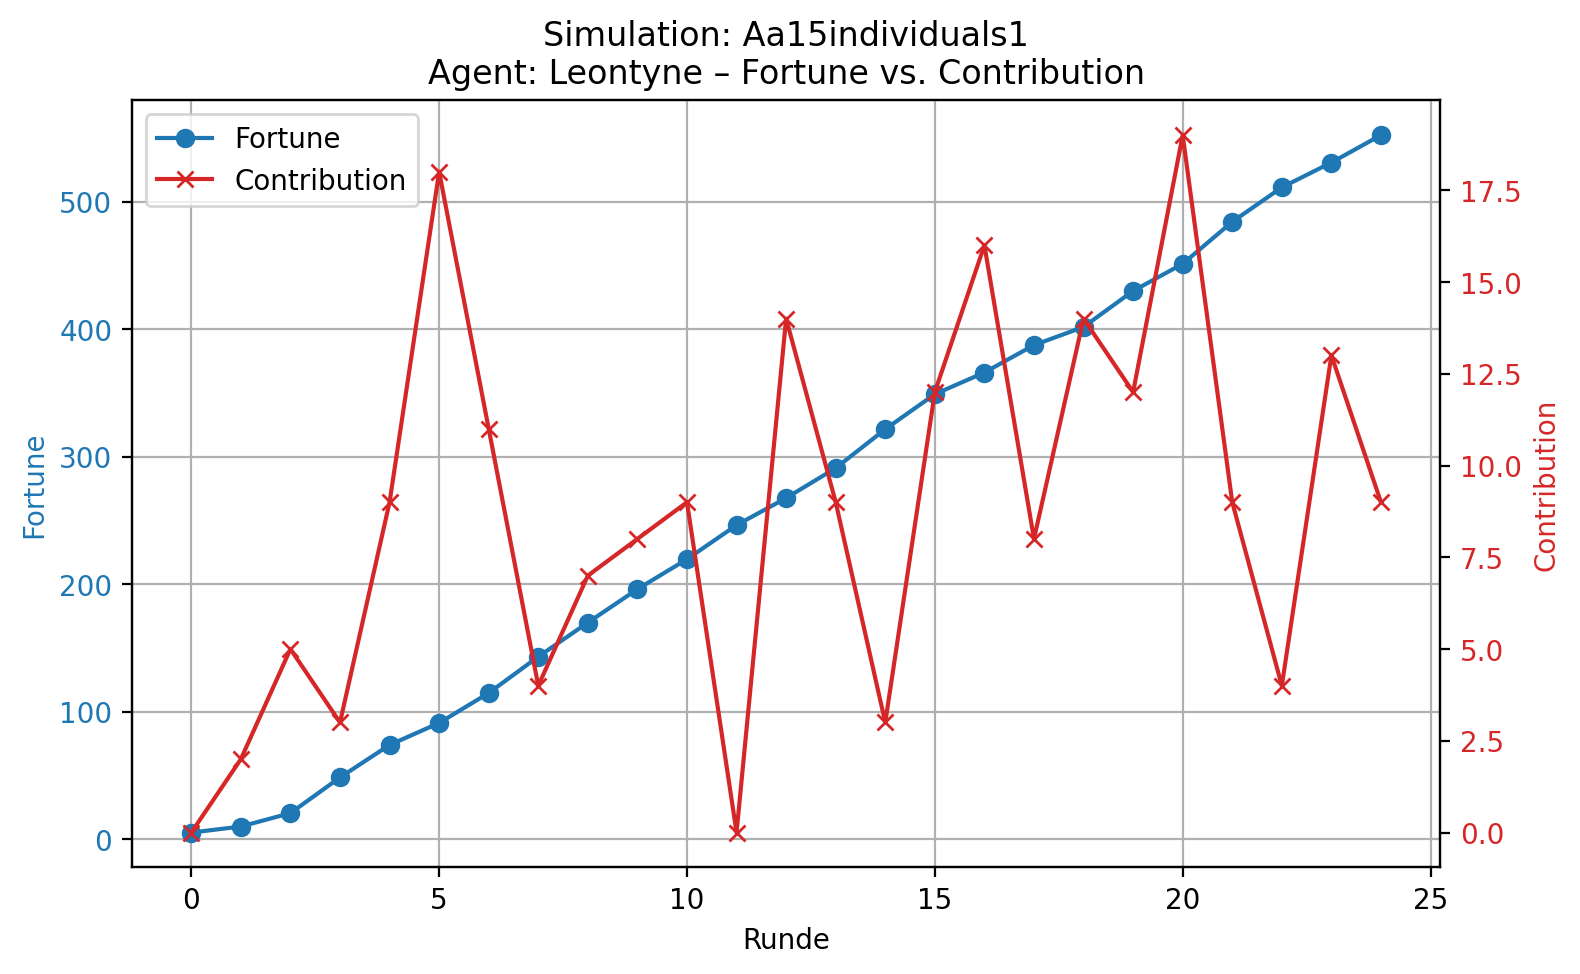 Simulation: Aa15individuals1
Agent: Leontyne – Fortune vs. Contribution
Fortune
Contribution
500
400
300
200
100
0
Fortune
17.5
15.0
12.5
10.0
7.5
5.0
2.5
0.0
Contribution
0 5 10 15 20 25
Runde